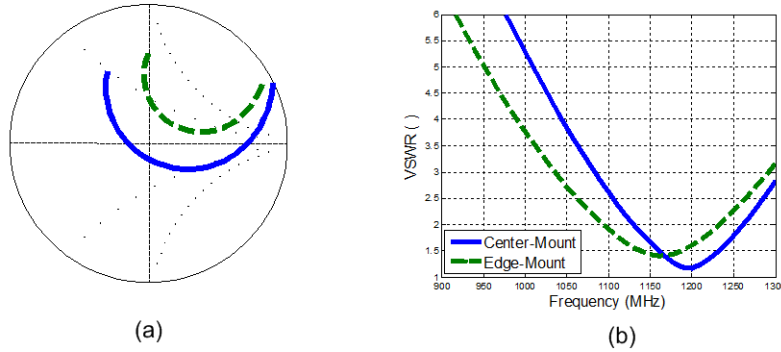 6
5.5
5
4.5
4
3.5
3
2.5
2
1.5
1
VSWR ( )
Center-Mount
Edge-Mount
900 950 1000 1050 1100 1150 1200 1250 130
Frequency (MHz)
(a)
(b)